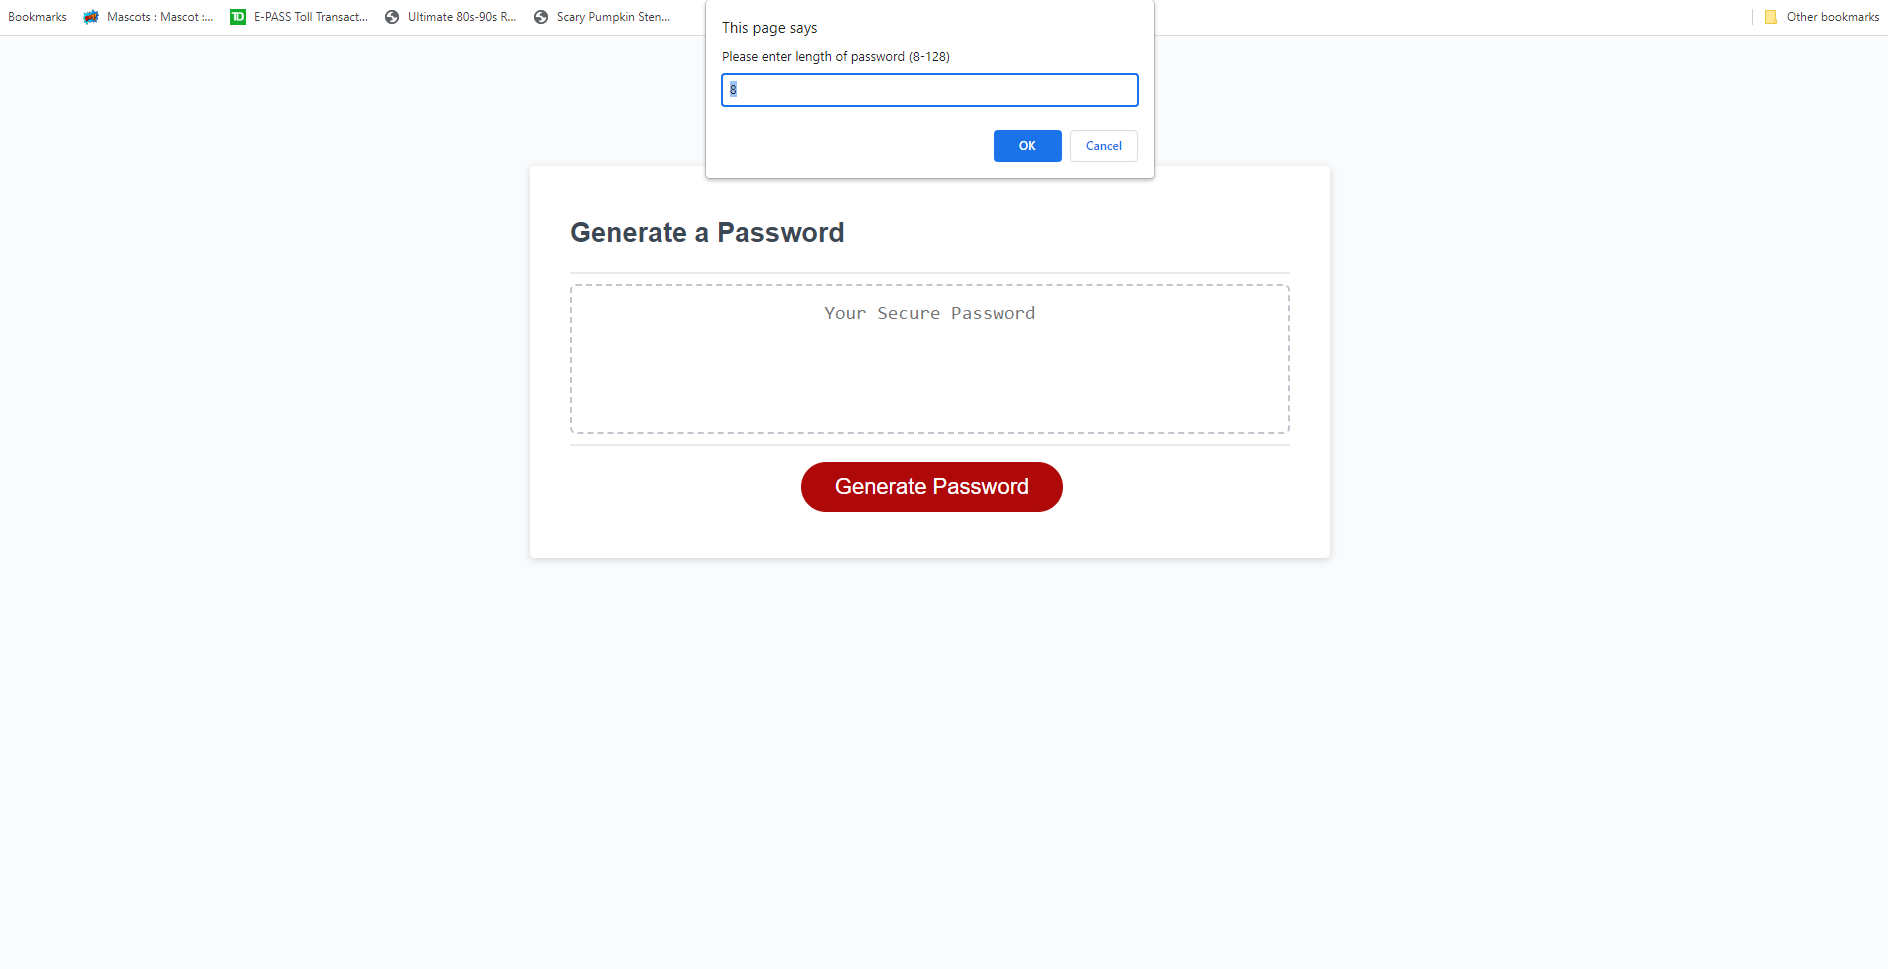 Bookmarks Mascots : Mascot :... TD E-PASS Toll Transact... Ultimate 80s-90s R... Scary Pumpkin Sten... Other bookmarks
This page says
Please enter length of password (8-128)
8
OK Cancel
Generate a Password
Your Secure Password
Generate Password